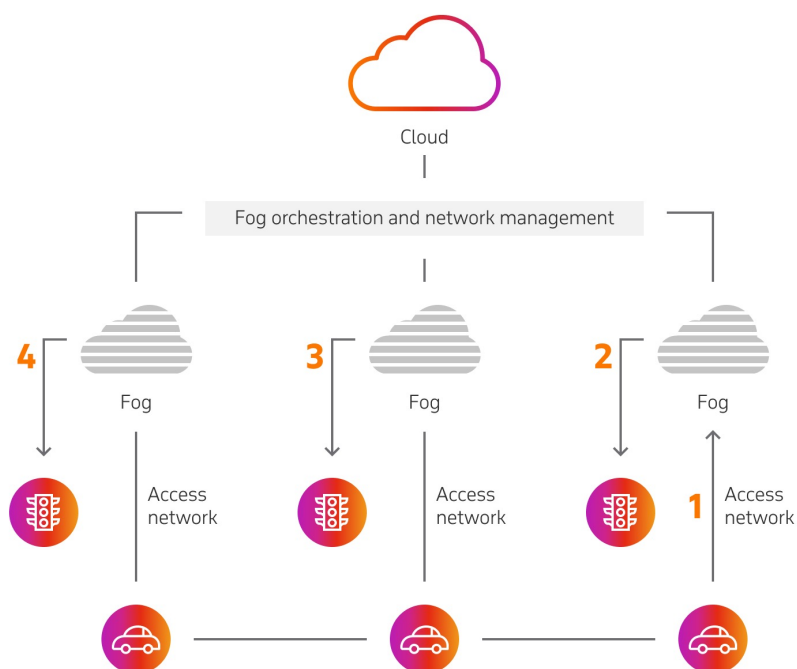 Cloud
Fog orchestration and network management
4
3
2
Fog
Fog
Fog
Access
network
Access
network
1
Access
network